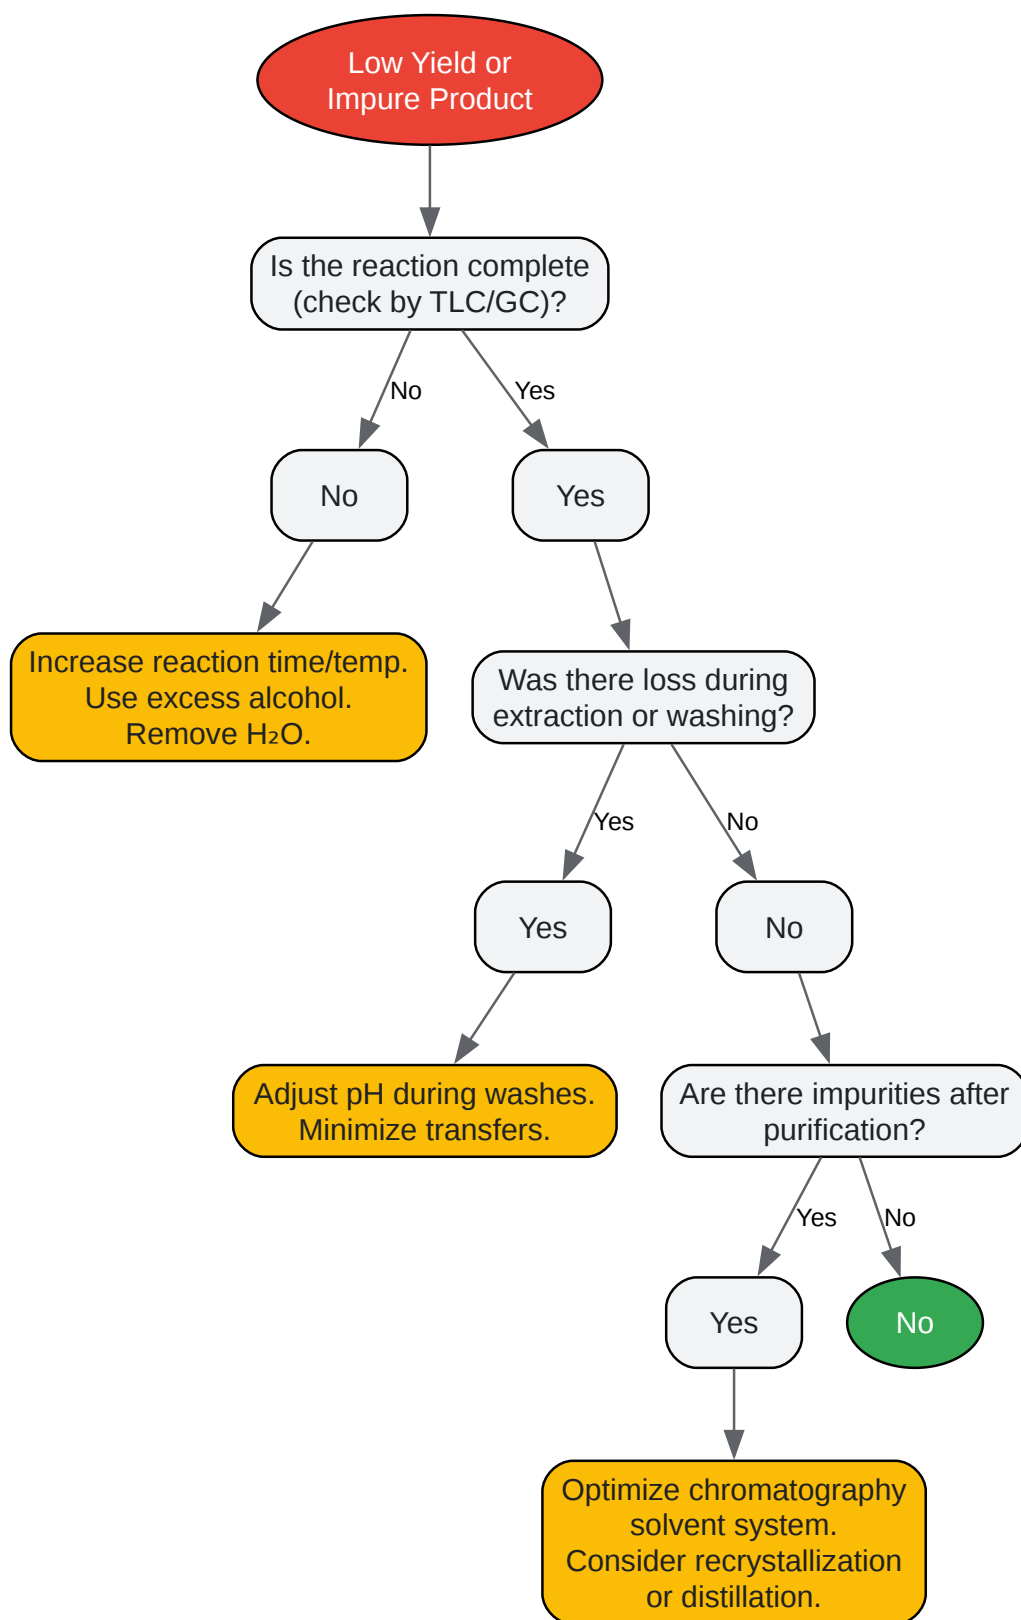 Low Yield or
Impure Product
Is the reaction complete
(check by TLC/GC)?
No
Yes
No
Yes
Increase reaction time/temp.
Use excess alcohol.
Remove H₂O.
Was there loss during
extraction or washing?
Yes
No
Yes
No
Adjust pH during washes.
Minimize transfers.
Are there impurities after
purification?
Yes
No
Yes
No
Optimize chromatography
solvent system.
Consider recrystallization
or distillation.